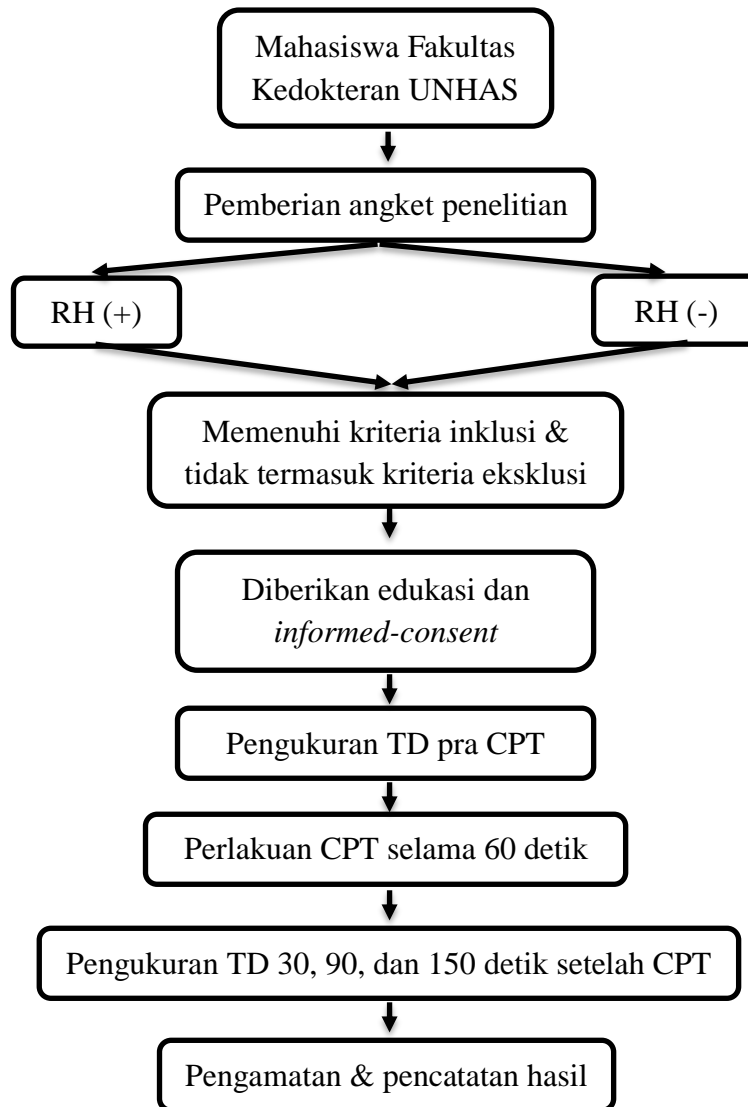 Mahasiswa Fakultas
Kedokteran UNHAS
Pemberian angket penelitian
RH (+)
RH (-)
Memenuhi kriteria inklusi &
tidak termasuk kriteria eksklusi
Diberikan edukasi dan
informed-consent
Pengukuran TD pra CPT
Perlakuan CPT selama 60 detik
Pengukuran TD 30, 90, dan 150 detik setelah CPT
Pengamatan & pencatatan hasil